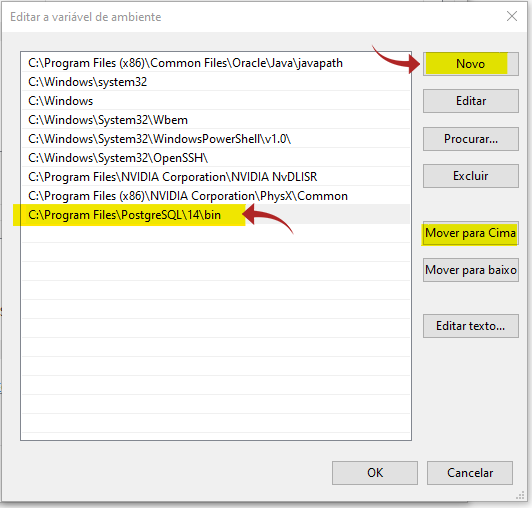 Editar a variável de ambiente
C:\Program Files (x86)\Common Files\Oracle\Java\javapath
C:\Windows\system32
C:\Windows
C:\Windows\System32\Wbem
C:\Windows\System32\WindowsPowerShell\v1.0\
C:\Windows\System32\OpenSSH\
C:\Program Files\NVIDIA Corporation\NVIDIA NvDLISR
C:\Program Files (x86)\NVIDIA Corporation\PhysX\Common
C:\Program Files\PostgreSQL\14\bin
Novo
Editar
Procurar...
Excluir
Mover para Cima
Mover para baixo
Editar texto...
OK
Cancelar